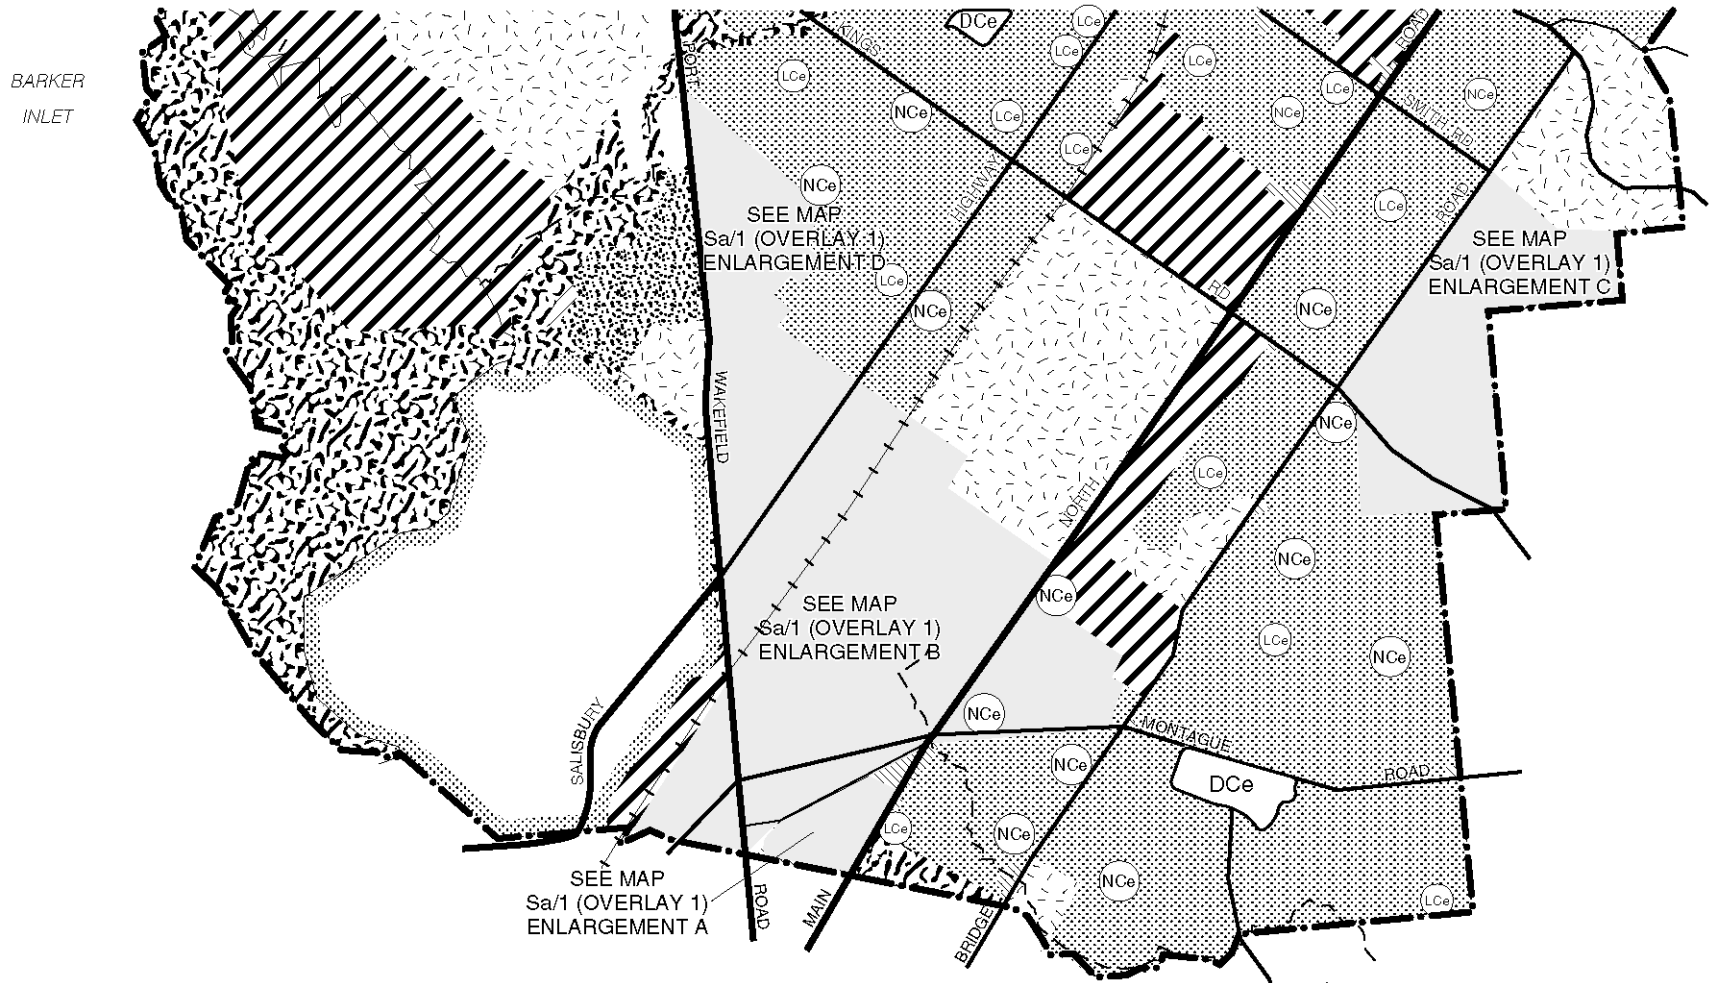 DCe
LCe
LCe
KINGS
PORT
ROAD
LCe
LCe
LCe
NCe
NCe
LCe
NCe
SMITH RD
BARKER
INLET
LCe
NCe
HIGHWAY
LCe
ROAD
SEE MAP
Sa/1 (OVERLAY 1)
ENLARGEMENT D
SEE MAP
Sa/1 (OVERLAY 1)
ENLARGEMENT C
LCe
NCe
RD
NCe
WAKEFIELD
NCe
LCe
NORTH
NCe
NCe
SEE MAP
Sa/1 (OVERLAY 1)
ENLARGEMENT B
LCe
NCe
NCe
SALISBURY
MONTAGUE
NCe
ROAD
DCe
LCe
NCe
NCe
LCe
SEE MAP
Sa/1 (OVERLAY 1)
ENLARGEMENT A
ROAD
MAIN
BRIDGE